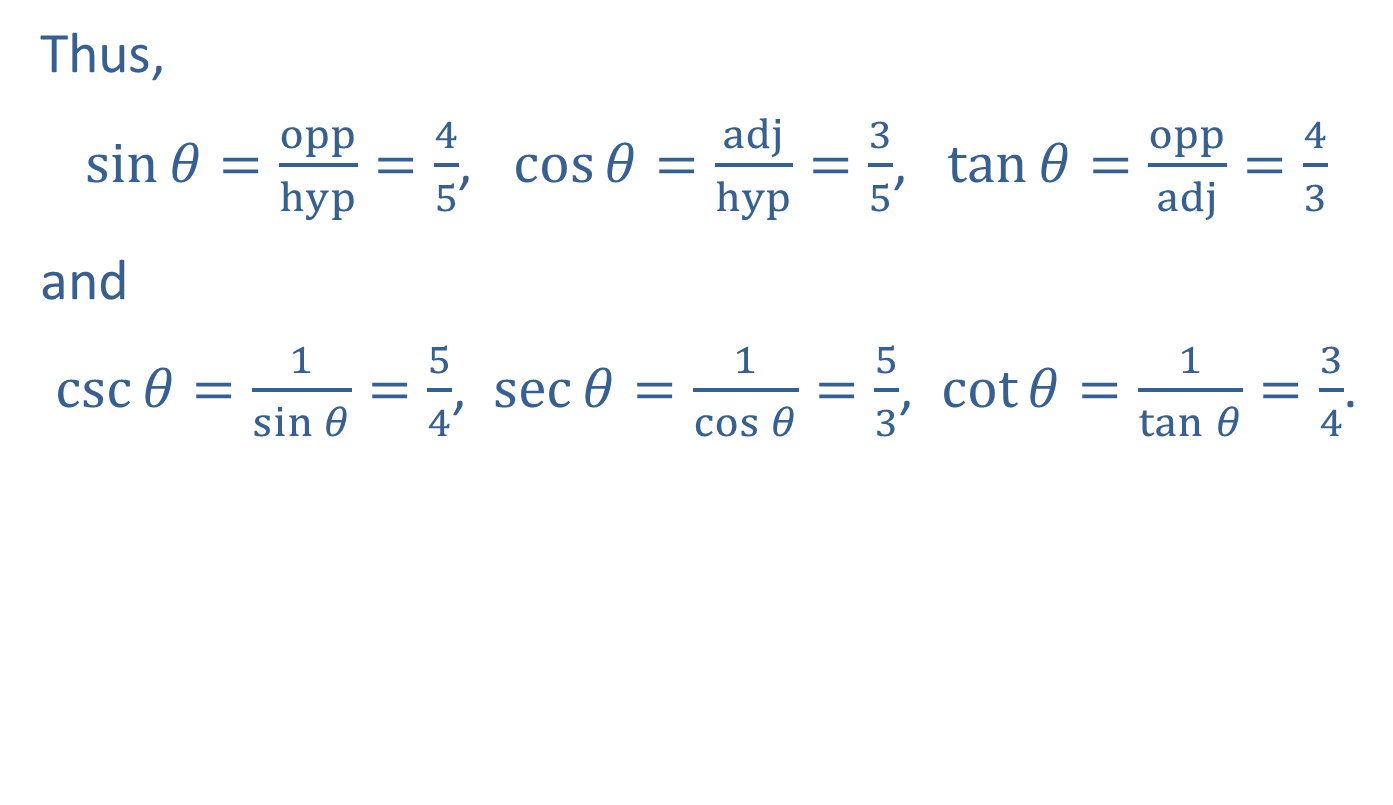 Thus,
sin θ = opp/hyp = 4/5, cos θ = adj/hyp = 3/5, tan θ = opp/adj = 4/3
and
csc θ = 1/sin θ = 5/4, sec θ = 1/cos θ = 5/3, cot θ = 1/tan θ = 3/4.